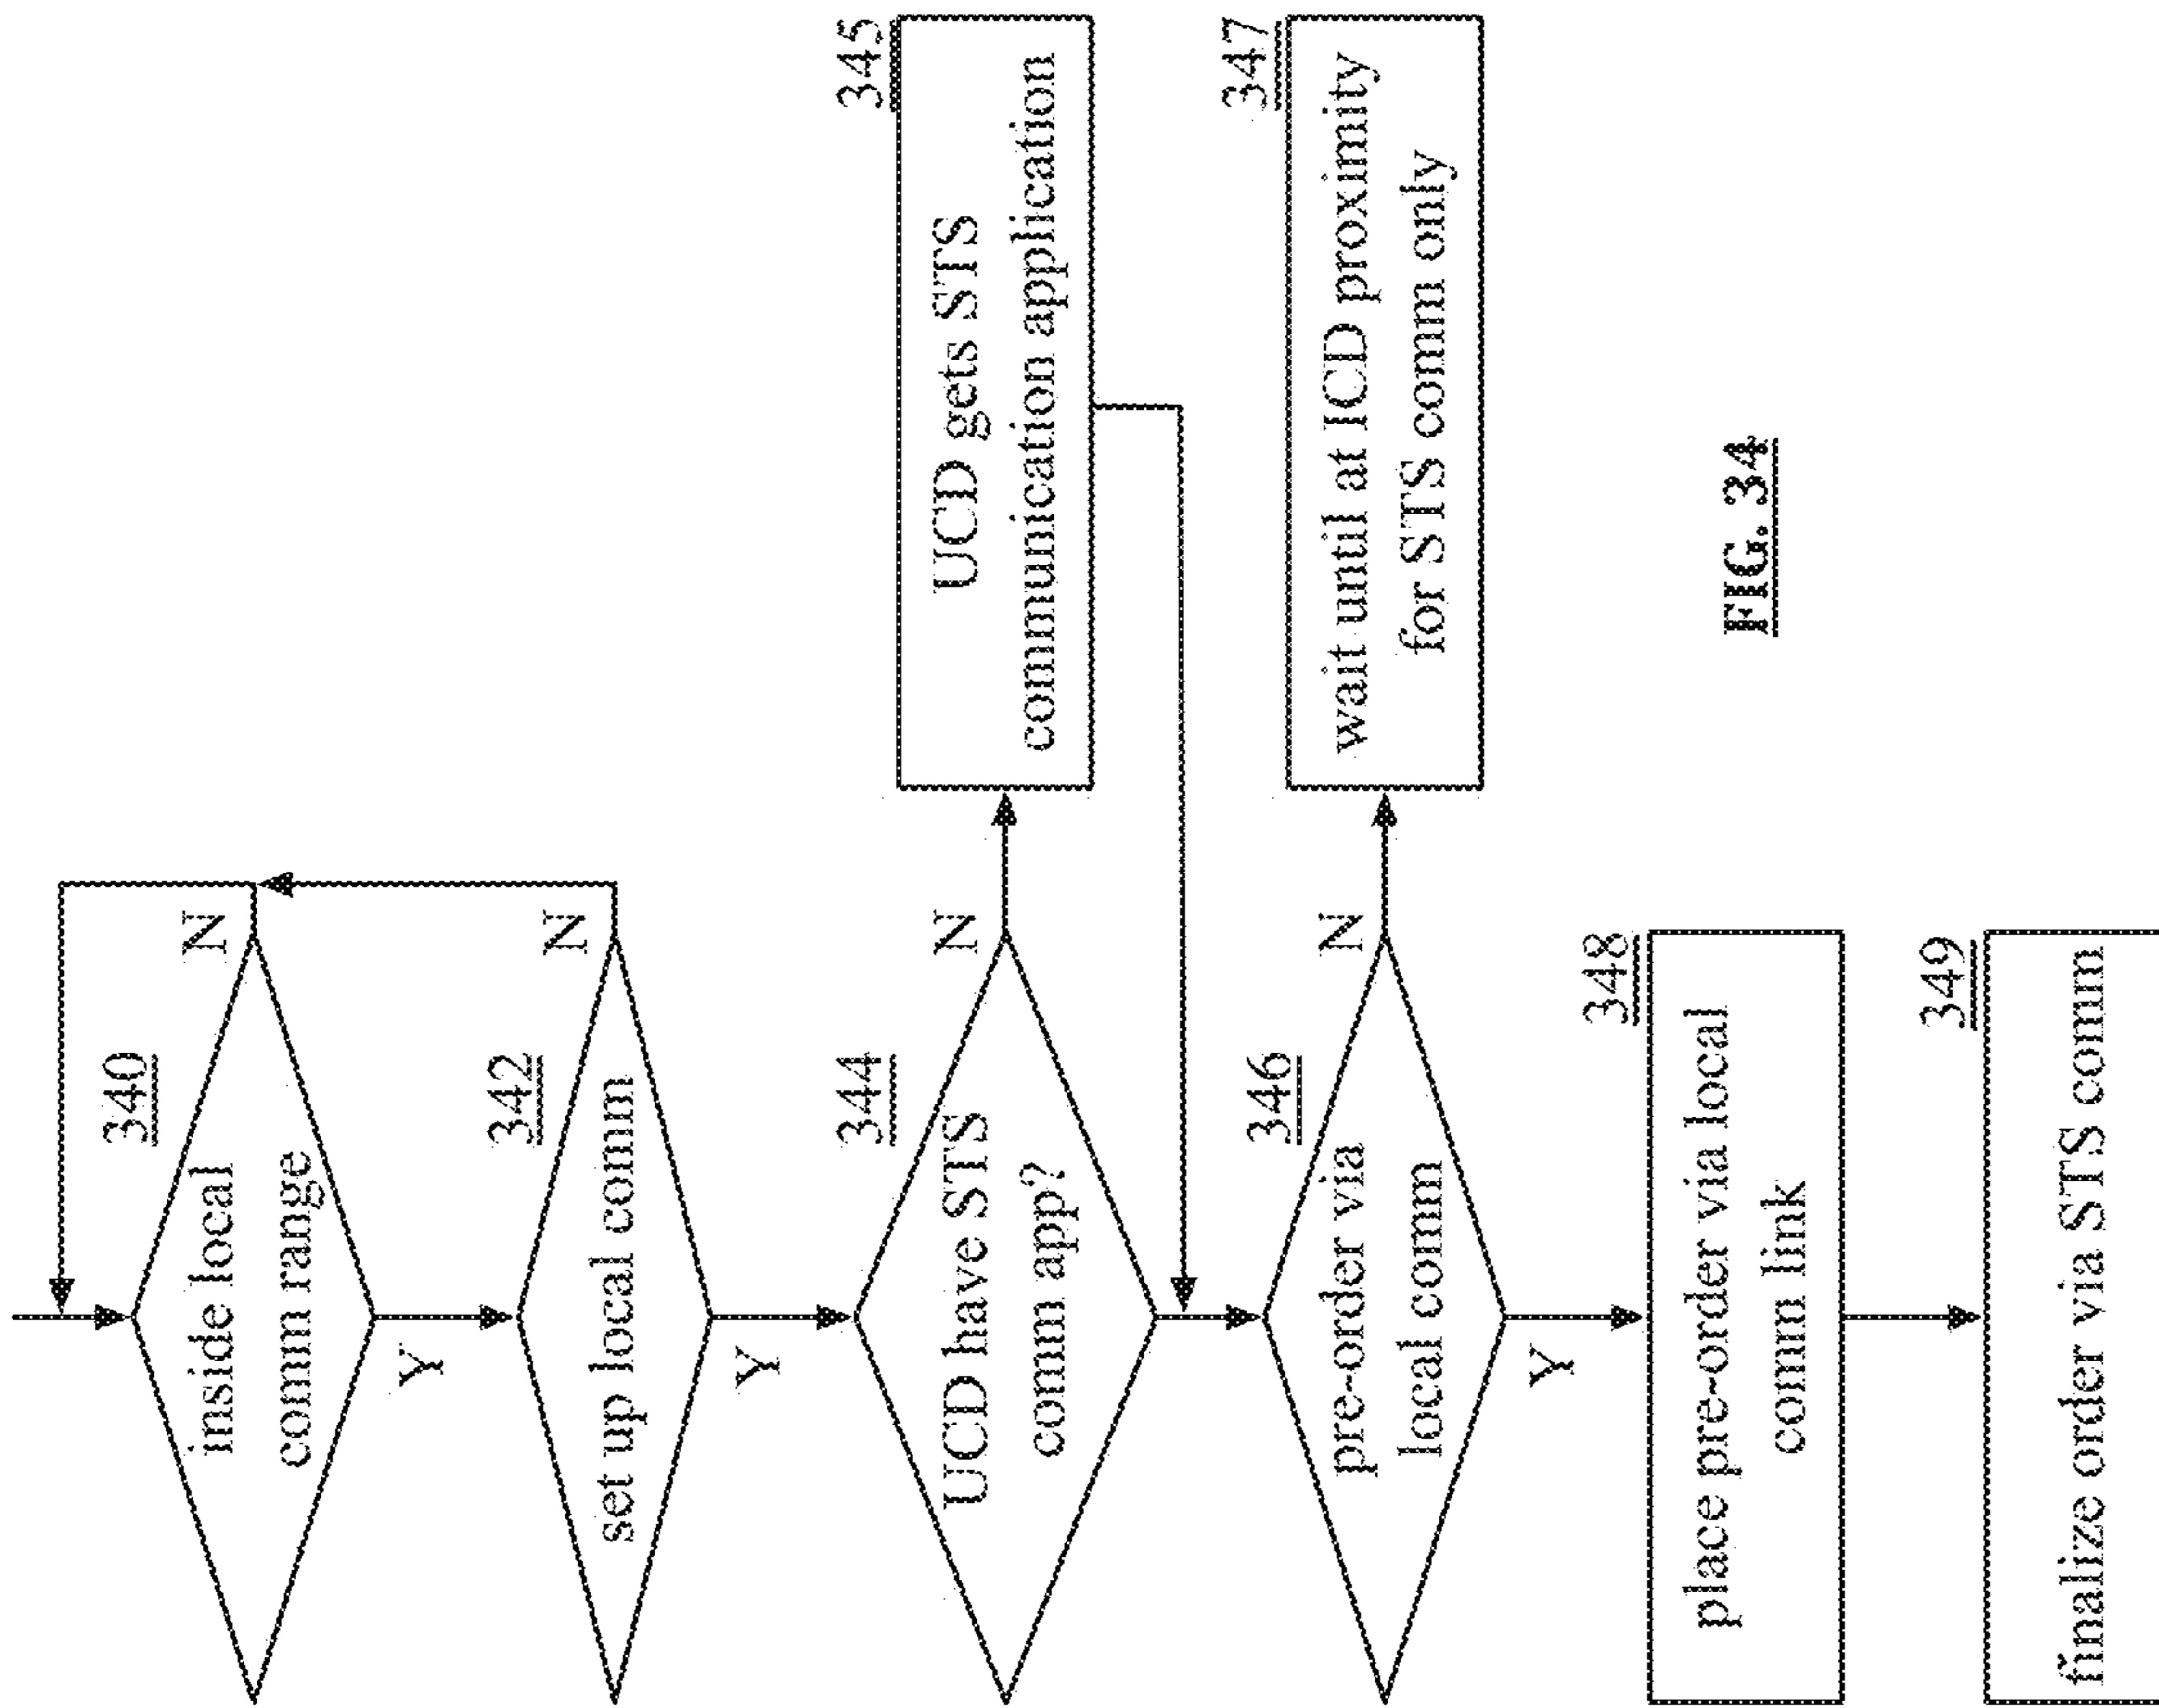 340
inside local
comm range
N
Y
342
set up local comm
N
Y
344
UCD have STS
comm app?
N
345
UCD gets STS
communication application
346
pre-order via
local comm
N
Y
347
wait until at ICD proximity
for STS comm only
348
place pre-order via local
comm link
349
finalize order via STS comm
FIG. 34